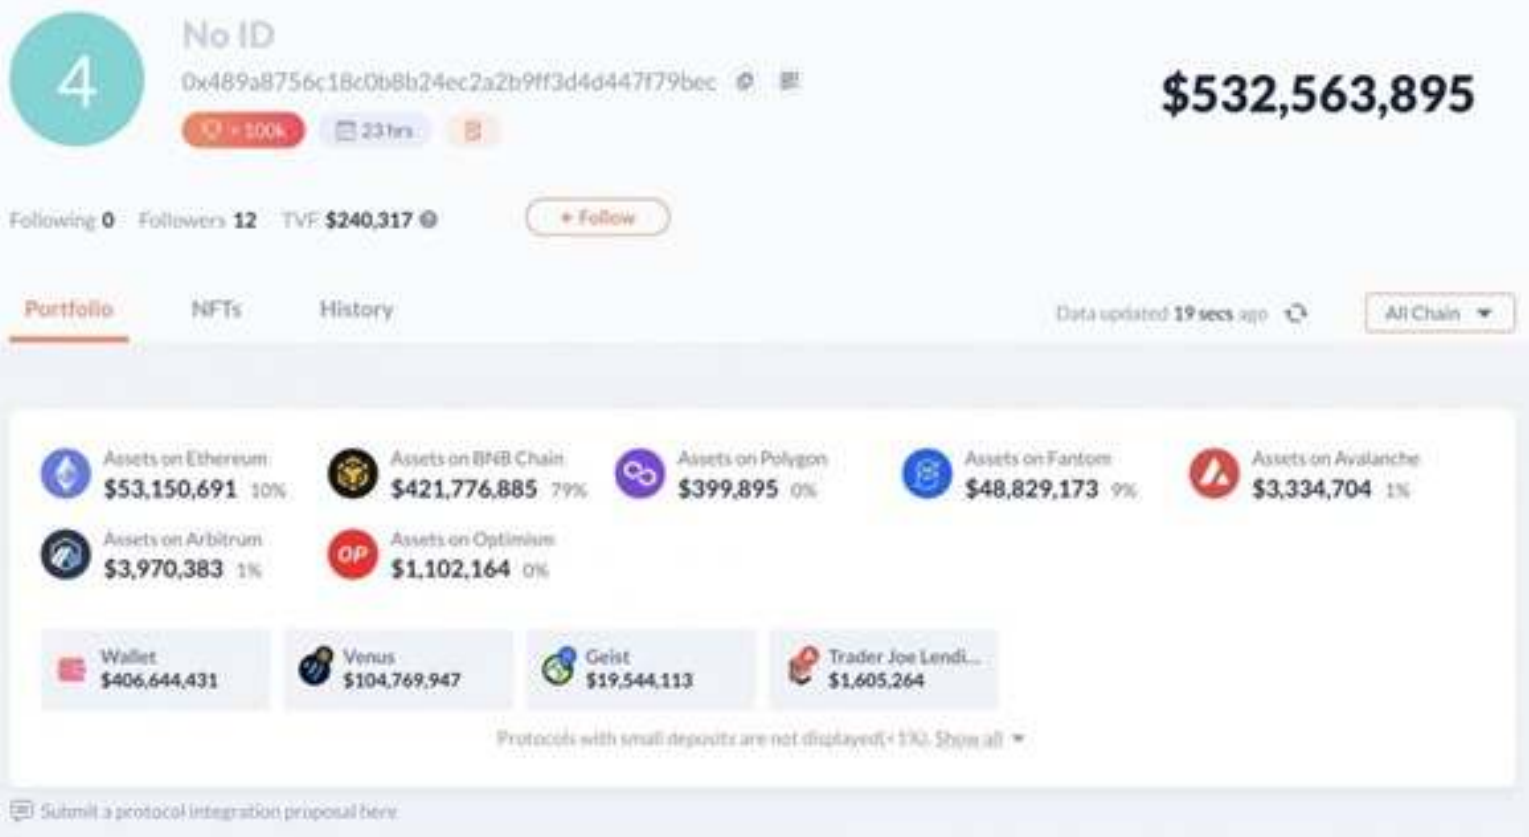 4
No ID
0x489a8756c18c0b8b24ec2a2b9ff3d4d447f79bec
$532,563,895
> 100k
23 hrs
Following 0 Followers 12 TVF $240,317
+ Follow
Portfolio NFTs History
Data updated 19 secs ago
All Chain
Assets on Ethereum
$53,150,691 10%
Assets on BNB Chain
$421,776,885 79%
Assets on Polygon
$399,895 0%
Assets on Fantom
$48,829,173 9%
Assets on Avalanche
$3,334,704 1%
Assets on Arbitrum
$3,970,383 1%
OP
Assets on Optimism
$1,102,164 0%
Wallet
$406,644,431
Venus
$104,769,947
Geist
$19,544,113
Trader Joe Lendi...
$1,605,264
Protocols with small deposits are not displayed(<1%). Show all
Submit a protocol integration proposal here